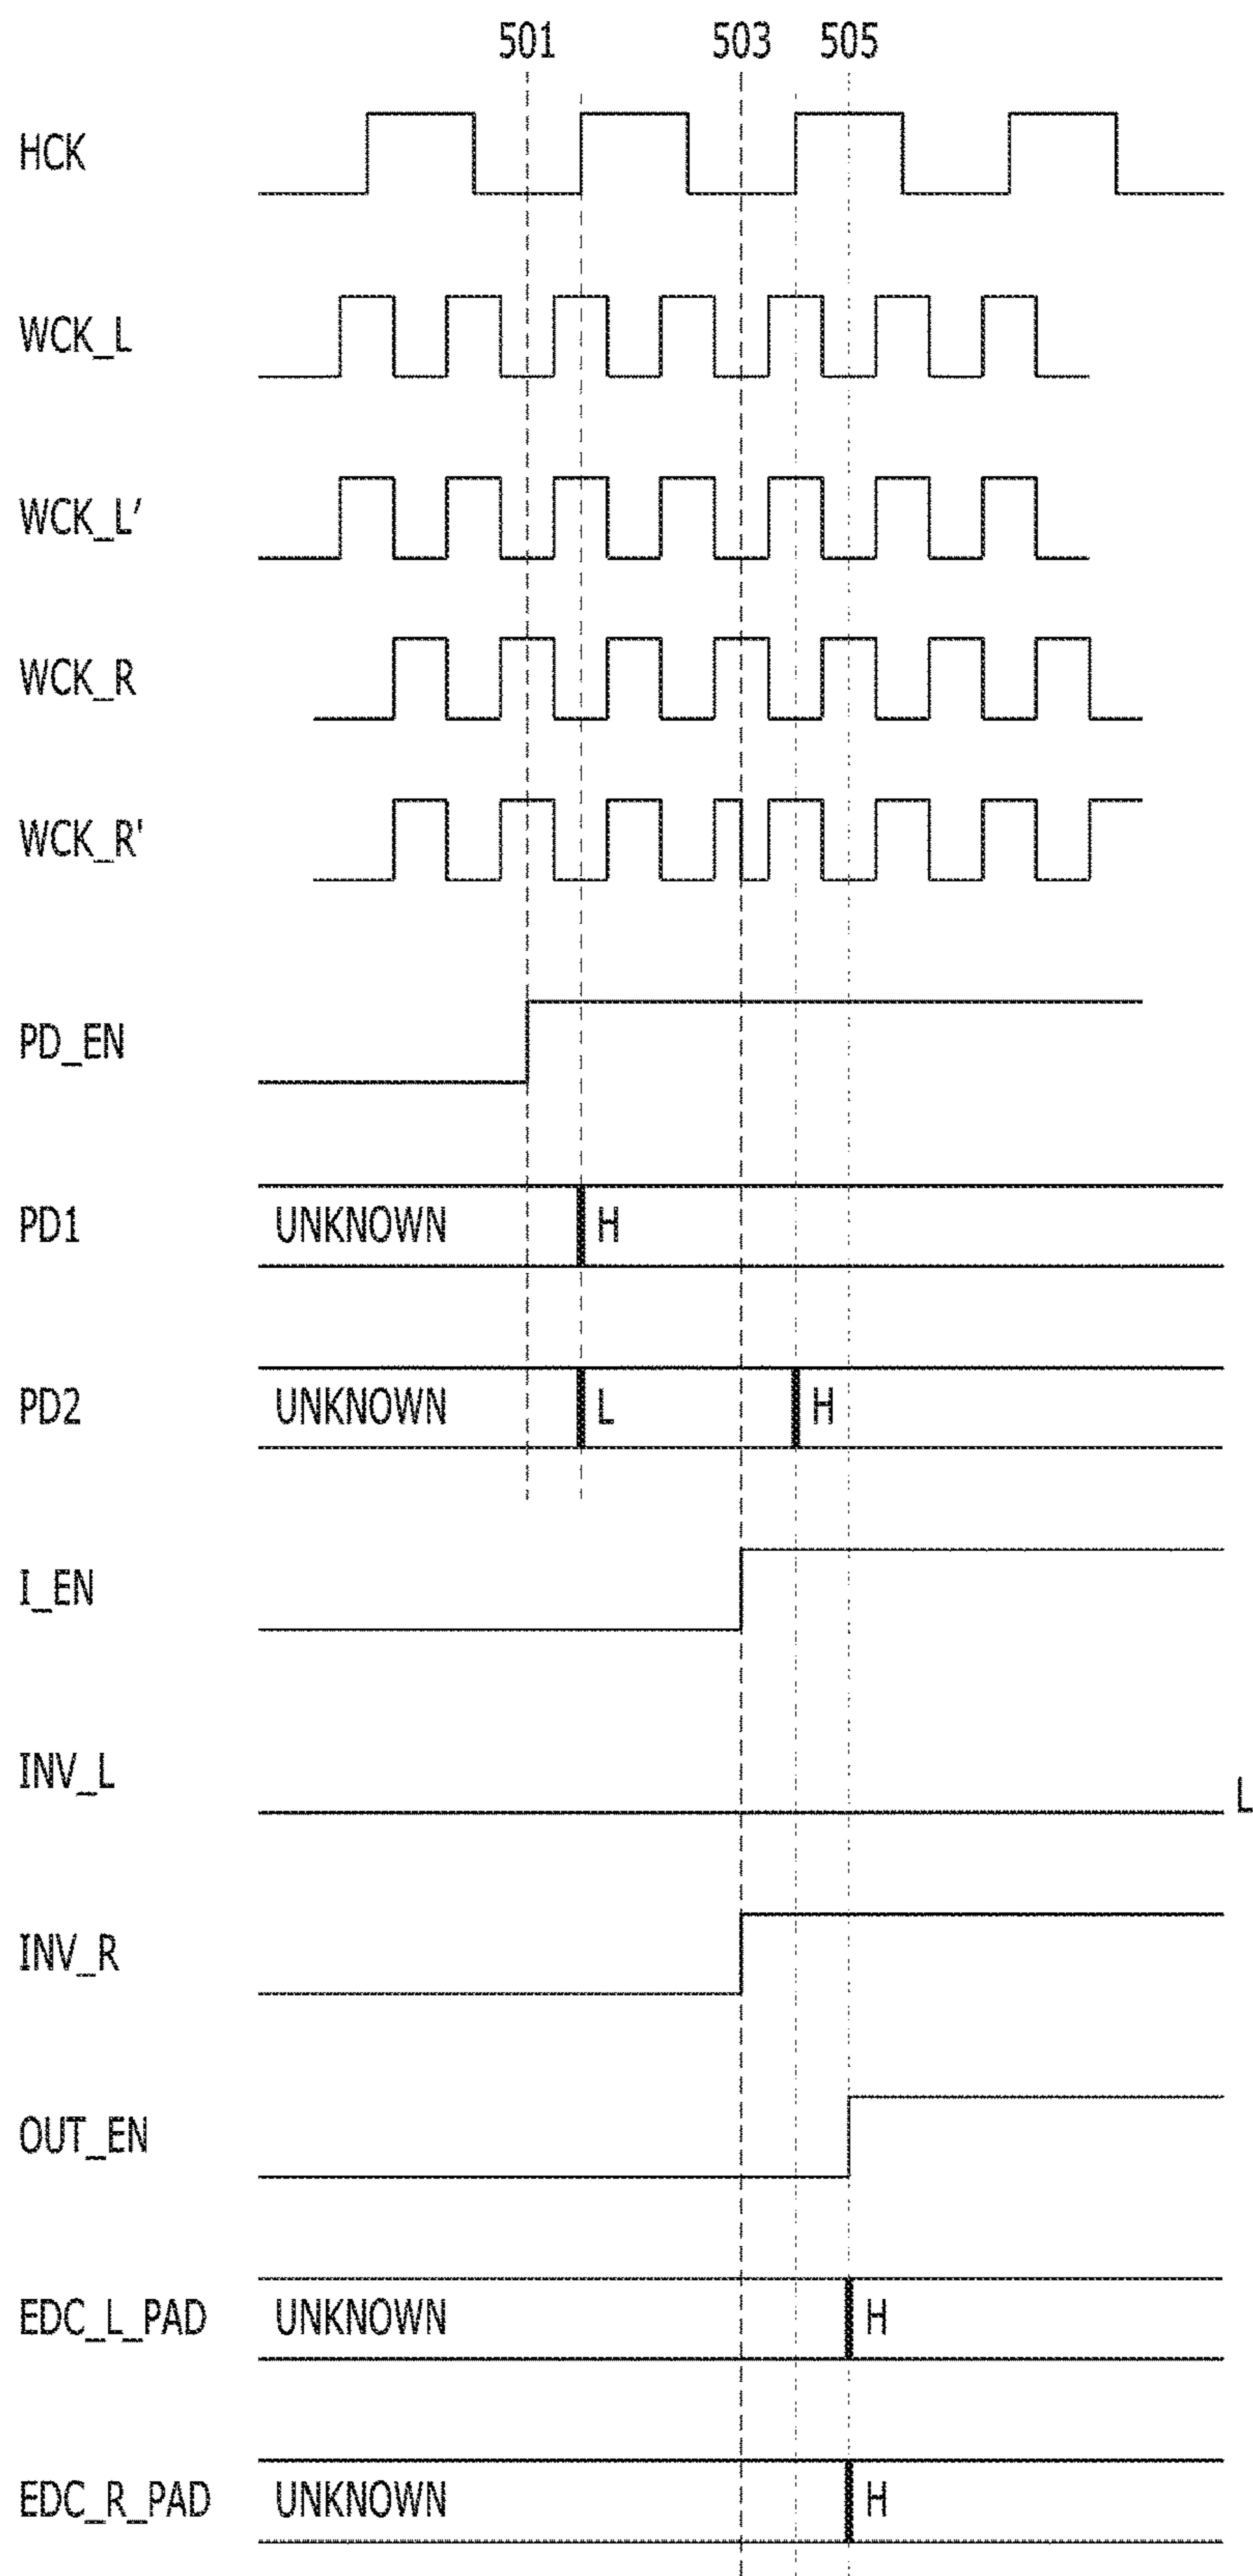 501 503 505
HCK
WCK_L
WCK_L'
WCK_R
WCK_R'
PD_EN
PD1 UNKNOWN H
PD2 UNKNOWN L H
I_EN
INV_L L
INV_R
OUT_EN
EDC_L_PAD UNKNOWN H
EDC_R_PAD UNKNOWN H